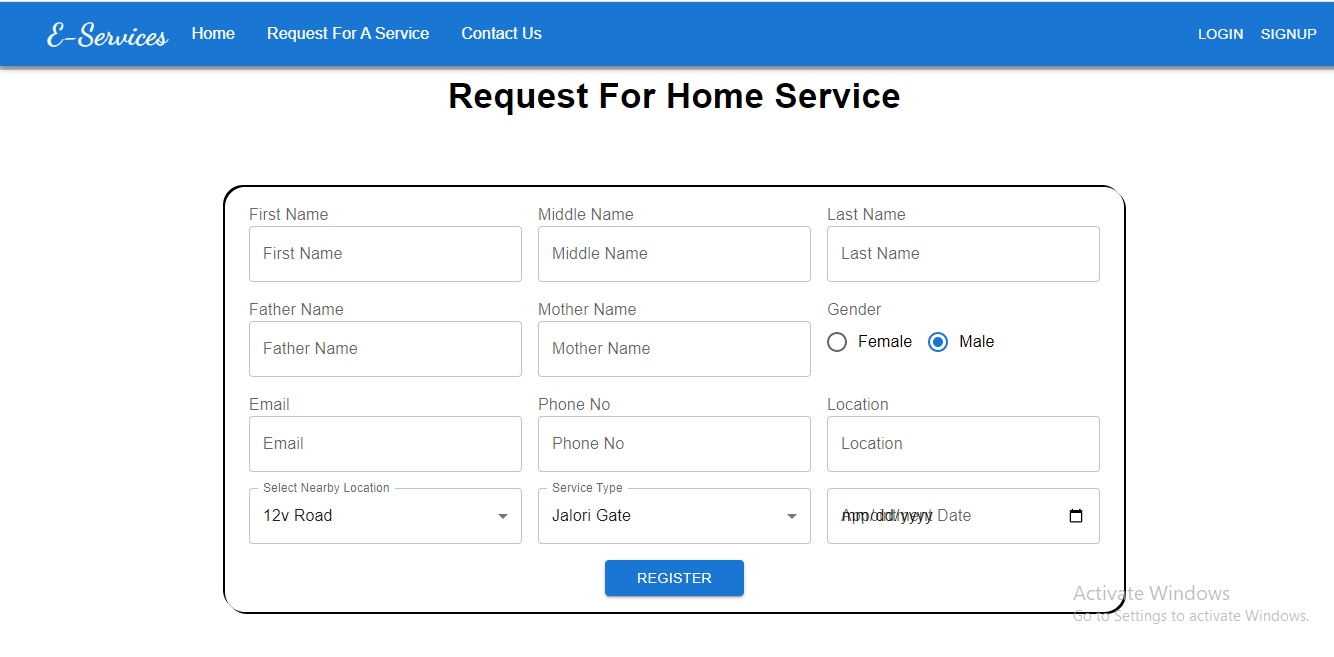 E-Services Home Request For A Service Contact Us LOGIN SIGNUP
Request For Home Service
First Name Middle Name Last Name
First Name Middle Name Last Name
Father Name Mother Name Gender
Father Name Mother Name Female Male
Email Phone No Location
Email Phone No Location
Select Nearby Location Service Type
12v Road Jalori Gate Appointment Date mm/dd/yyyy
REGISTER
Activate Windows
Go to Settings to activate Windows.